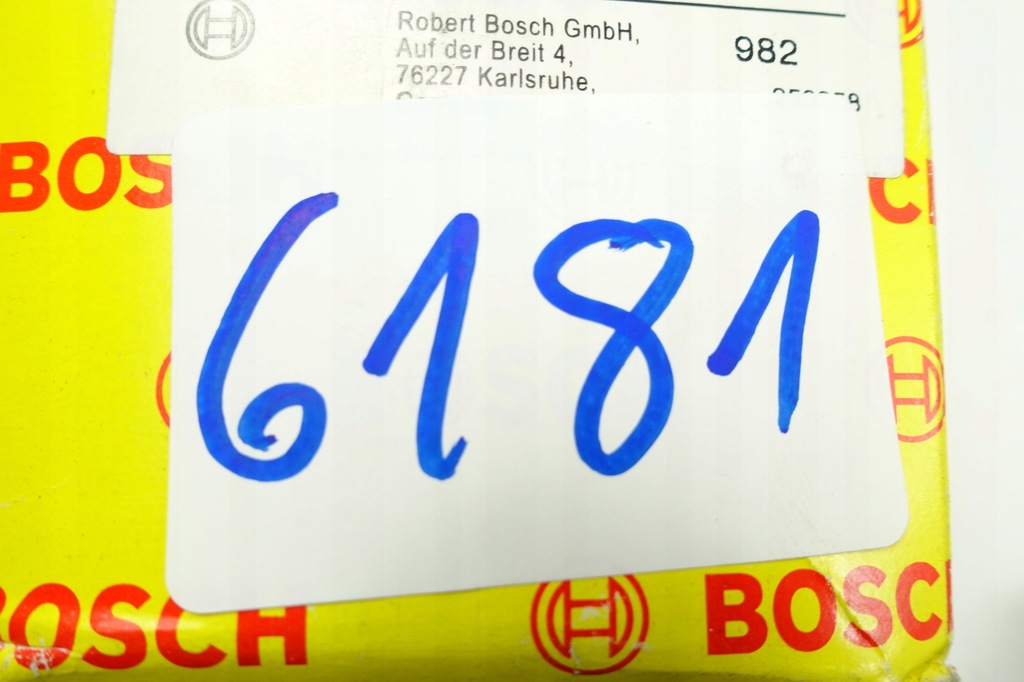 Robert Bosch GmbH,
Auf der Breit 4,
76227 Karlsruhe,
982
BOSCH
6181
BOSCH
BOSCH